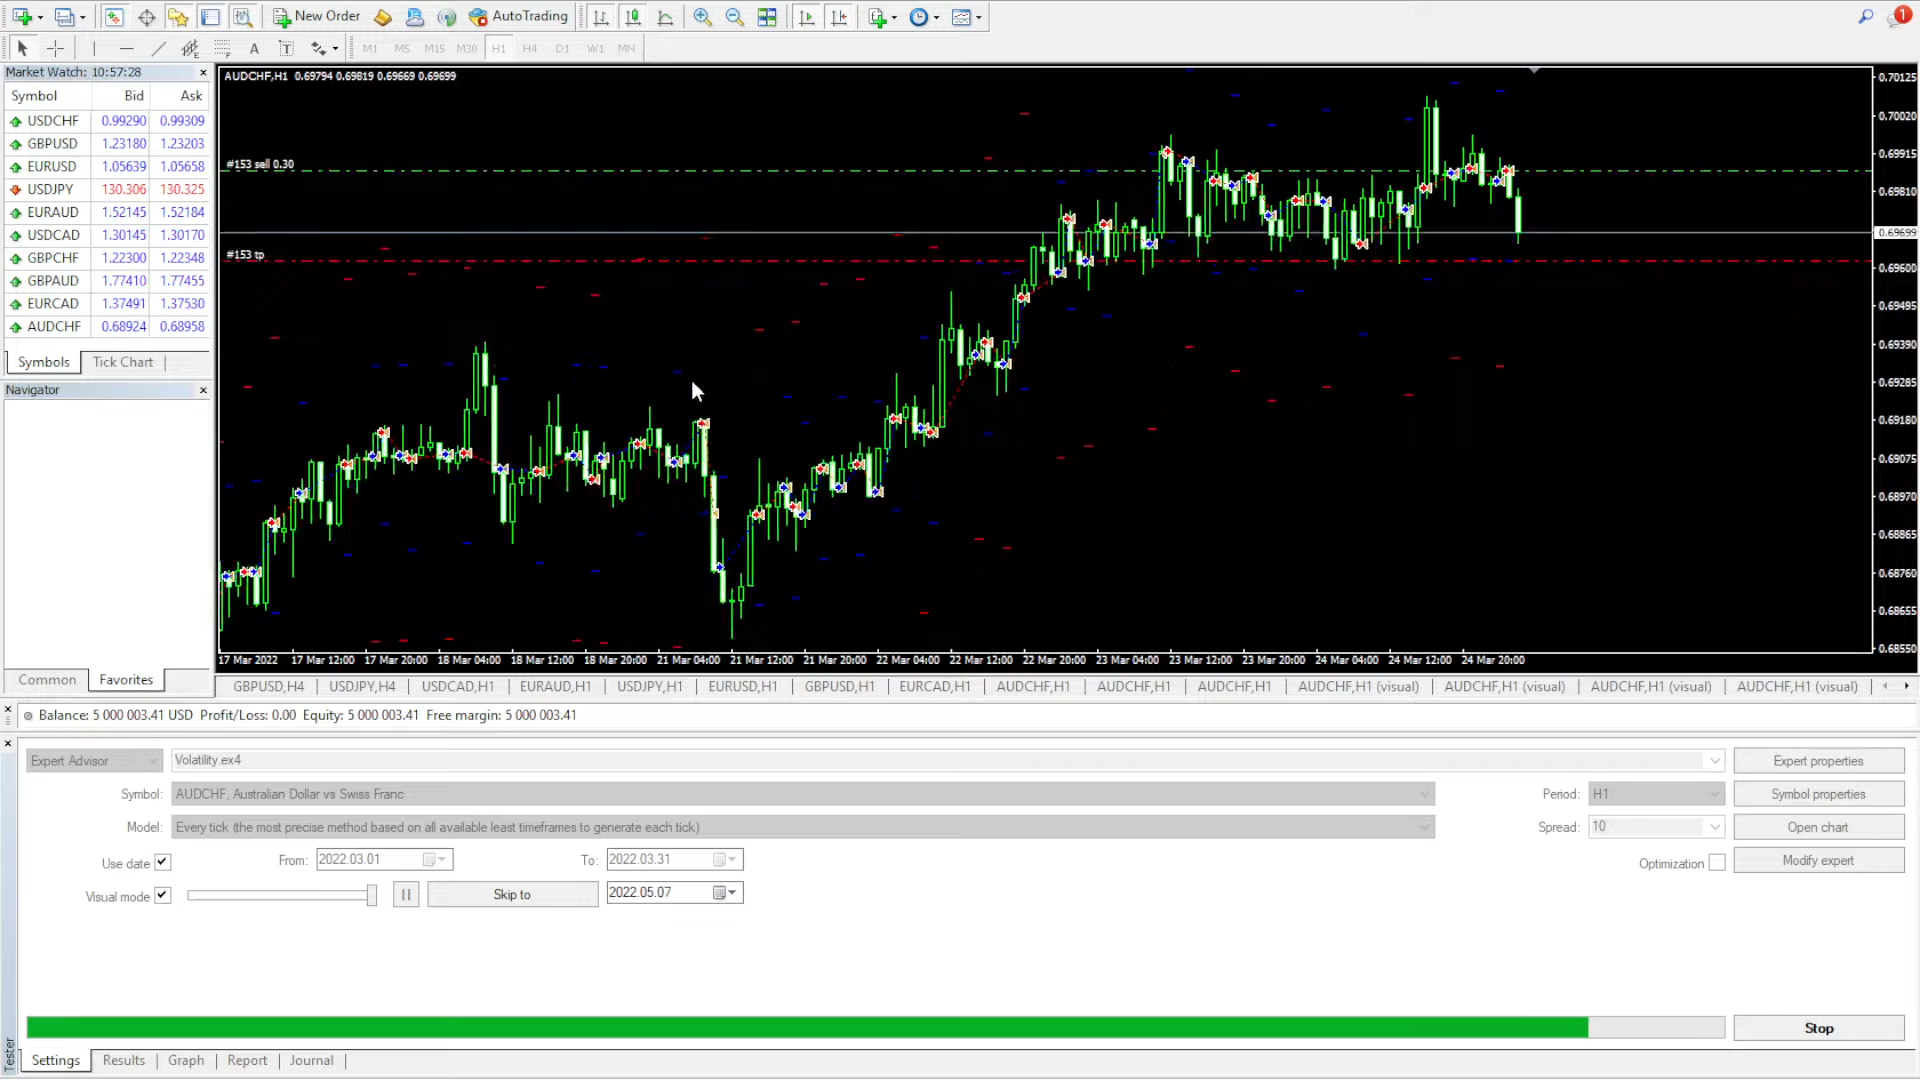 New Order AutoTrading 1
A T M1 M5 M15 M30 H1 H4 D1 W1 MN
Market Watch: 10:57:28
Symbol Bid Ask
USDCHF 0.99290 0.99309
GBPUSD 1.23180 1.23203
EURUSD 1.05639 1.05658
USDJPY 130.306 130.325
EURAUD 1.52145 1.52184
USDCAD 1.30145 1.30170
GBPCHF 1.22300 1.22348
GBPAUD 1.77410 1.77455
EURCAD 1.37491 1.37530
AUDCHF 0.68924 0.68958
Symbols Tick Chart
Navigator
Common Favorites
AUDCHF,H1 0.69794 0.69819 0.69669 0.69699
#153 sell 0.30
#153 tp
0.70125
0.70020
0.69915
0.69810
0.69699
0.69600
0.69495
0.69390
0.69285
0.69180
0.69075
0.68970
0.68865
0.68760
0.68655
0.68550
17 Mar 2022 17 Mar 12:00 17 Mar 20:00 18 Mar 04:00 18 Mar 12:00 18 Mar 20:00 21 Mar 04:00 21 Mar 12:00 21 Mar 20:00 22 Mar 04:00 22 Mar 12:00 22 Mar 20:00 23 Mar 04:00 23 Mar 12:00 23 Mar 20:00 24 Mar 04:00 24 Mar 12:00 24 Mar 20:00
GBPUSD,H4 USDJPY,H4 USDCAD,H1 EURAUD,H1 USDJPY,H1 EURUSD,H1 GBPUSD,H1 EURCAD,H1 AUDCHF,H1 AUDCHF,H1 AUDCHF,H1 AUDCHF,H1 (visual) AUDCHF,H1 (visual) AUDCHF,H1 (visual) AUDCHF,H1 (visual)
Balance: 5 000 003.41 USD Profit/Loss: 0.00 Equity: 5 000 003.41 Free margin: 5 000 003.41
Expert Advisor Volatility.ex4 Expert properties
Symbol: AUDCHF, Australian Dollar vs Swiss Franc Period: H1 Symbol properties
Model: Every tick (the most precise method based on all available least timeframes to generate each tick) Spread: 10 Open chart
Use date From: 2022.03.01 To: 2022.03.31 Optimization Modify expert
Visual mode Skip to 2022.05.07
Stop
Tester
Settings Results Graph Report Journal